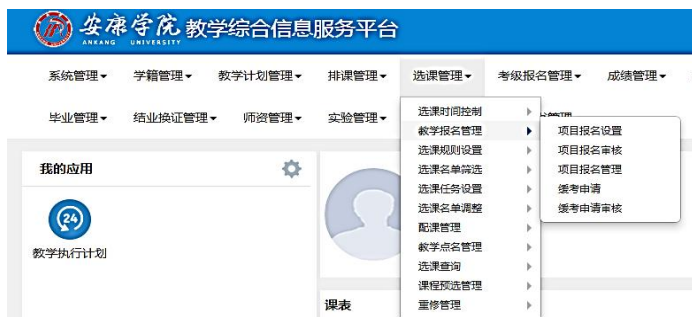 安康学院 教学综合信息服务平台
ANKANG UNIVERSITY
系统管理 学籍管理 教学计划管理 排课管理 选课管理 考级报名管理 成绩管理
毕业管理 结业换证管理 师资管理 实验管理
选课时间控制
教学报名管理 项目报名设置
选课规则设置 项目报名审核
选课名单筛选 项目报名管理
选课任务设置 缓考申请
选课名单调整 缓考申请审核
配课管理
教学点名管理
选课查询
课程预选管理
重修管理
我的应用
24
教学执行计划
课表